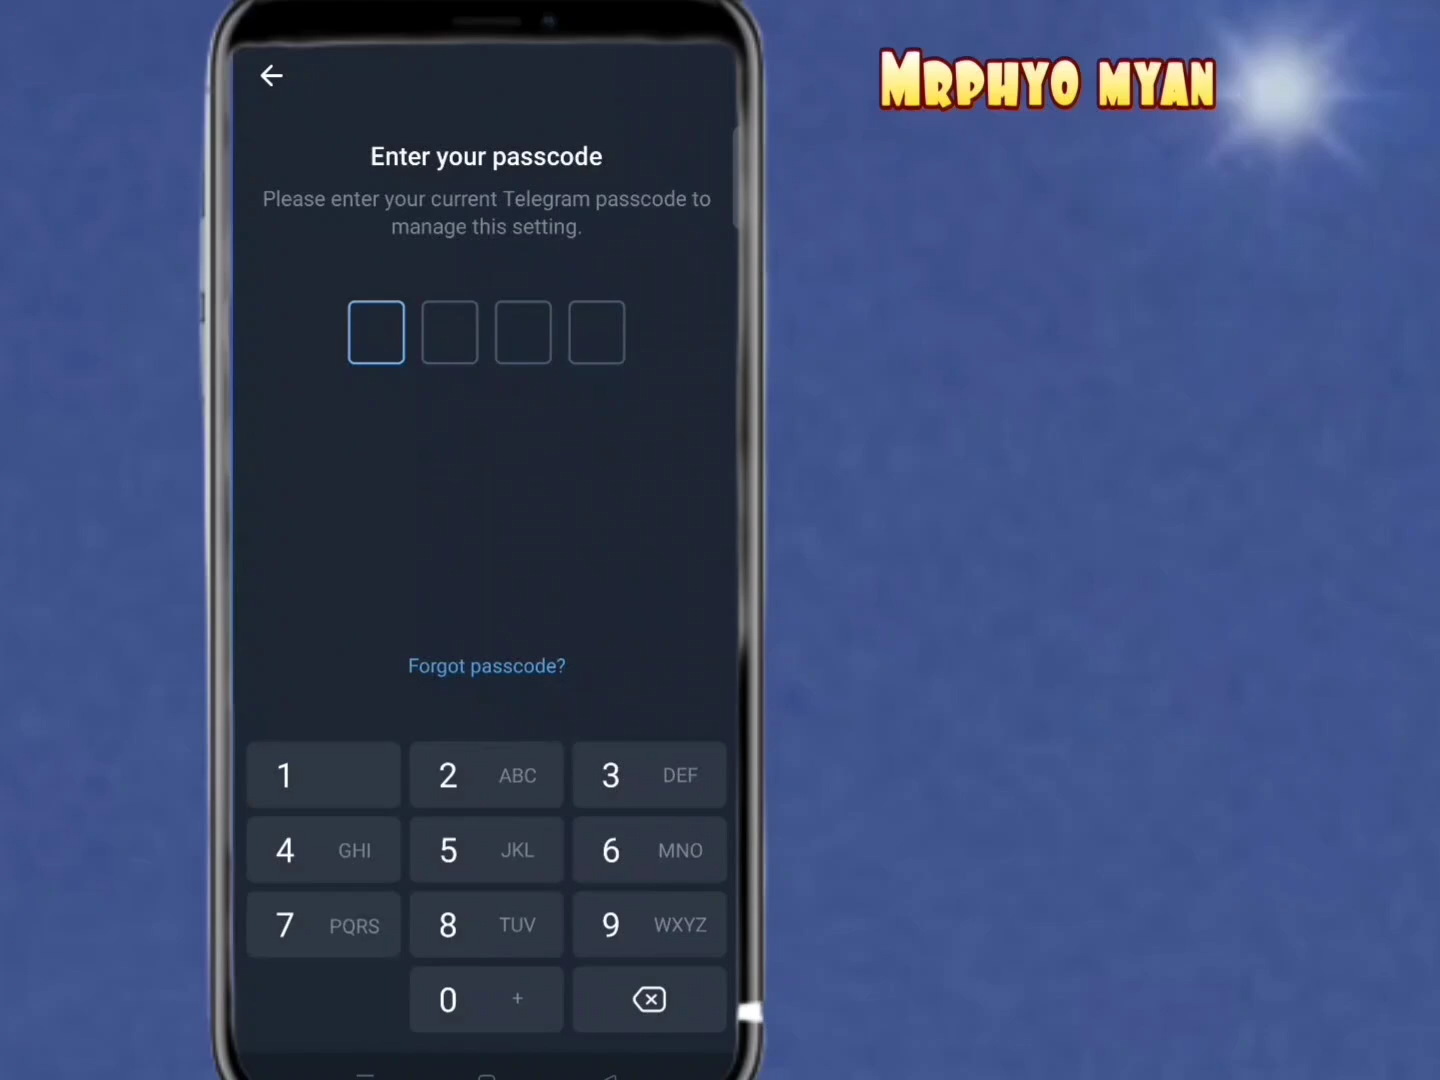 MRPHYO MYAN
Enter your passcode
Please enter your current Telegram passcode to
manage this setting.
Forgot passcode?
1
2 ABC
3 DEF
4 GHI
5 JKL
6 MNO
7 PQRS
8 TUV
9 WXYZ
0 +